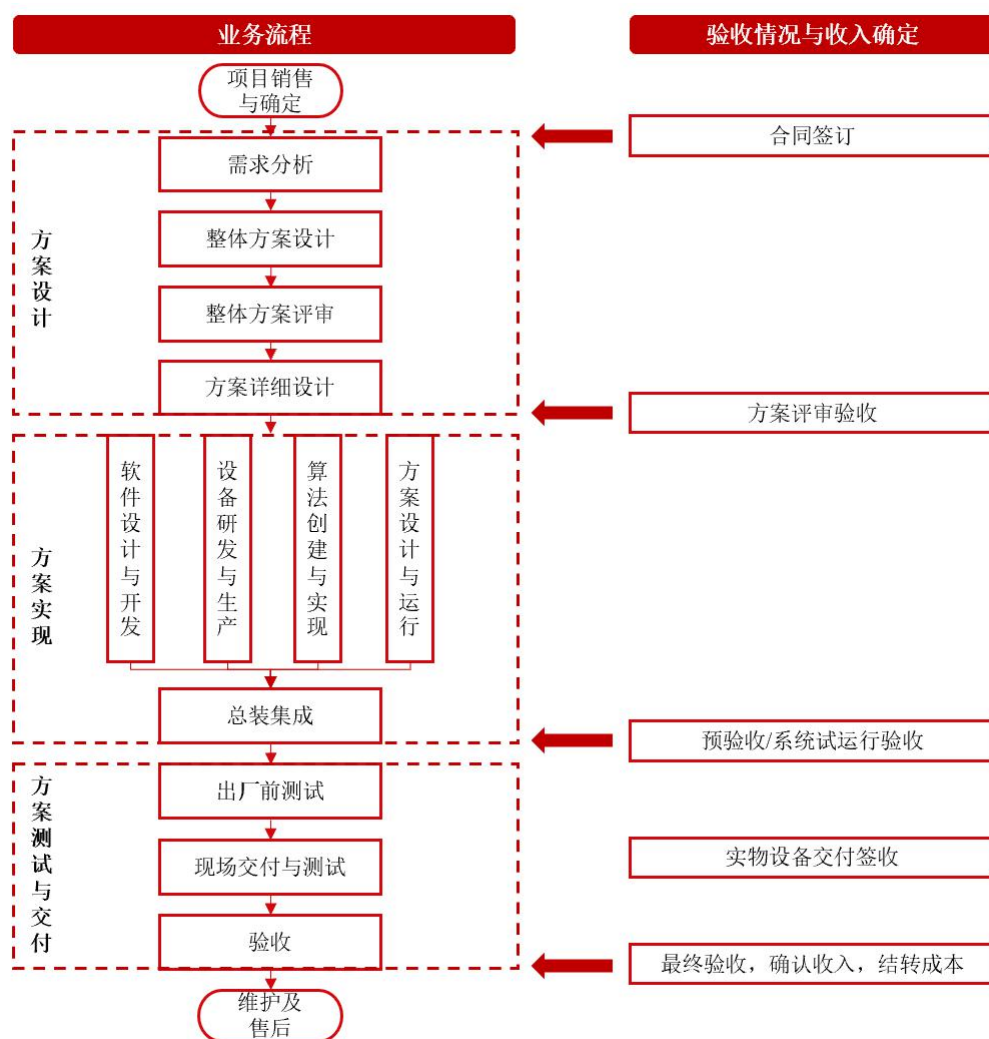 业务流程
验收情况与收入确定
项目销售
与确定
合同签订
需求分析
整体方案设计
方案设计
整体方案评审
方案详细设计
方案评审验收
软件设计与开发
设备研发与生产
算法创建与实现
方案设计与运行
方案实现
总装集成
预验收/系统试运行验收
出厂前测试
方案测试与交付
现场交付与测试
实物设备交付签收
验收
最终验收，确认收入，结转成本
维护及
售后